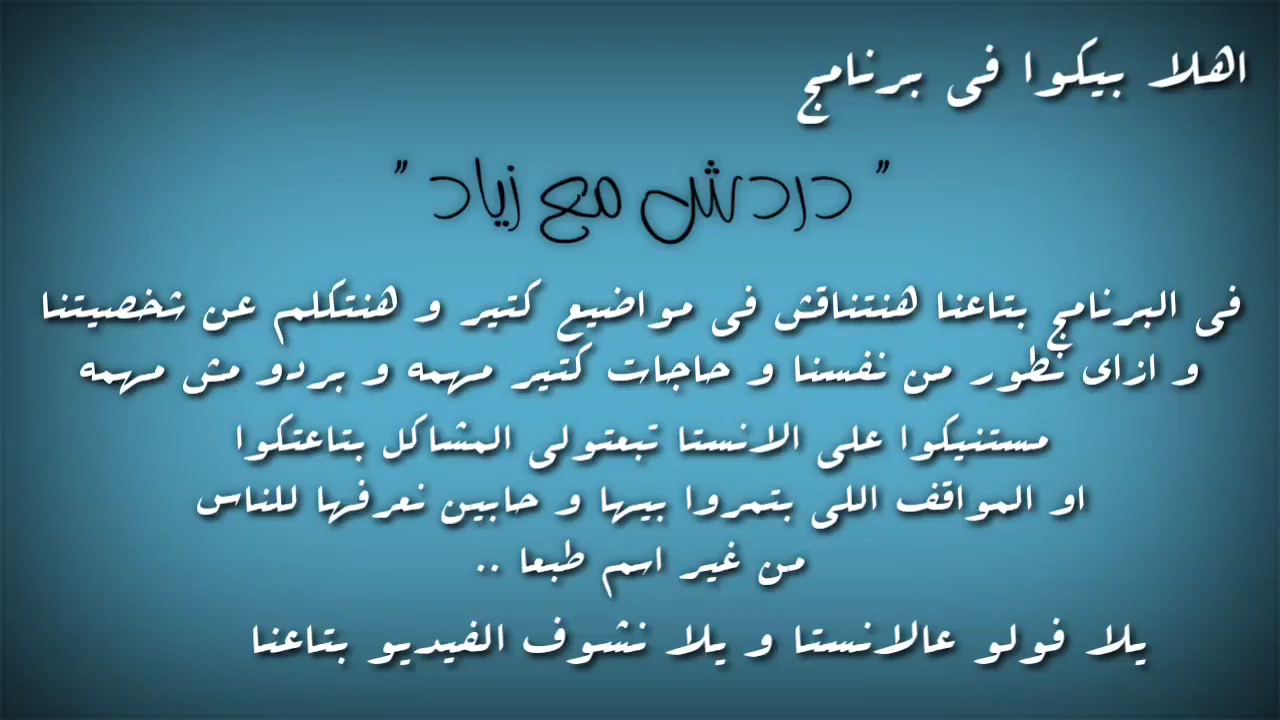 اهلا بيكوا فى برنامج
" دردش مع زياد "
فى البرنامج بتاعنا هنتناقش فى مواضيع كتير و هنتكلم عن شخصيتنا
و ازاى نطور من نفسنا و حاجات كتير مهمه و بردو مش مهمه
مستنيكوا على الانستا تبعتولى المشاكل بتاعتكوا
او المواقف اللى بتمروا بيها و حابين نعرفها للناس
من غير اسم طبعا ..
يلا فولو عالانستا و يلا نشوف الفيديو بتاعنا